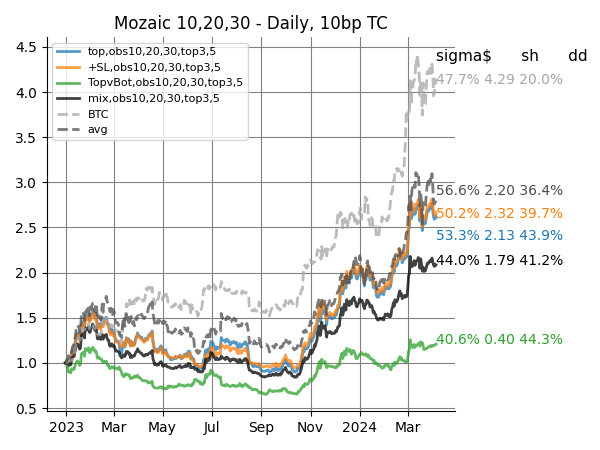 Mozaic 10,20,30 - Daily, 10bp TC
sigma$ sh dd
top,obs10,20,30,top3,5
+SL,obs10,20,30,top3,5
TopvBot,obs10,20,30,top3,5
mix,obs10,20,30,top3,5
BTC
avg
47.7% 4.29 20.0%
56.6% 2.20 36.4%
50.2% 2.32 39.7%
53.3% 2.13 43.9%
44.0% 1.79 41.2%
40.6% 0.40 44.3%
4.5
4.0
3.5
3.0
2.5
2.0
1.5
1.0
0.5
2023 Mar May Jul Sep Nov 2024 Mar